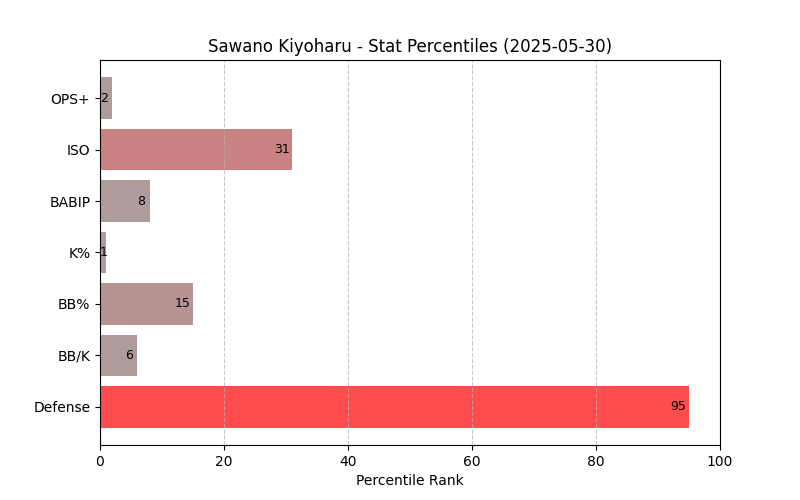 Sawano Kiyoharu - Stat Percentiles (2025-05-30)
OPS+ 2
ISO 31
BABIP 8
K% 1
BB% 15
BB/K 6
Defense 95
0 20 40 60 80 100
Percentile Rank